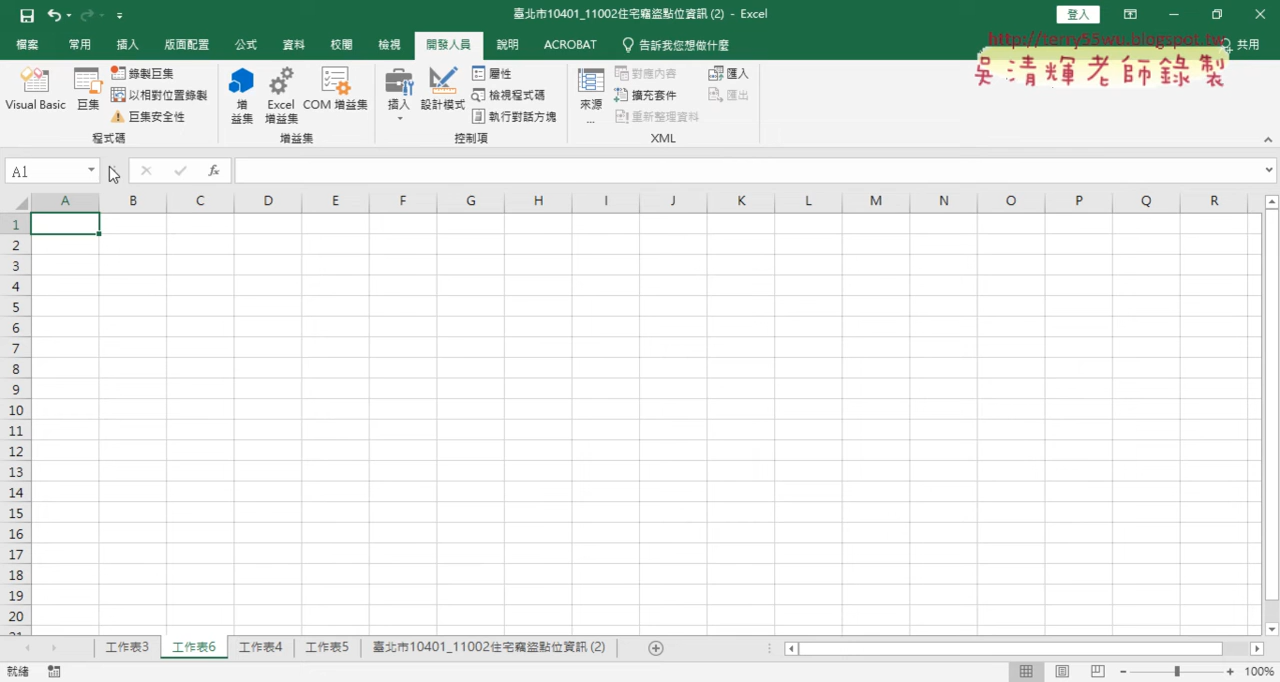 臺北市10401_11002住宅竊盜點位資訊 (2) - Excel
登入
檔案 常用 插入 版面配置 公式 資料 校閱 檢視 開發人員 說明 ACROBAT 告訴我您想做什麼 共用
http://terry55wu.blogspot.tw
吳清輝老師錄製
Visual Basic 巨集 錄製巨集 以相對位置錄製 巨集安全性
程式碼
增益集 Excel 增益集 COM 增益集
增益集
插入 設計模式 屬性 檢視程式碼 執行對話方塊
控制項
來源... 對應內容 擴充套件 重新整理資料 匯入 匯出
XML
A1 fx
A B C D E F G H I J K L M N O P Q R
1
2
3
4
5
6
7
8
9
10
11
12
13
14
15
16
17
18
19
20
21
工作表3 工作表6 工作表4 工作表5 臺北市10401_11002住宅竊盜點位資訊 (2)
就緒 100%